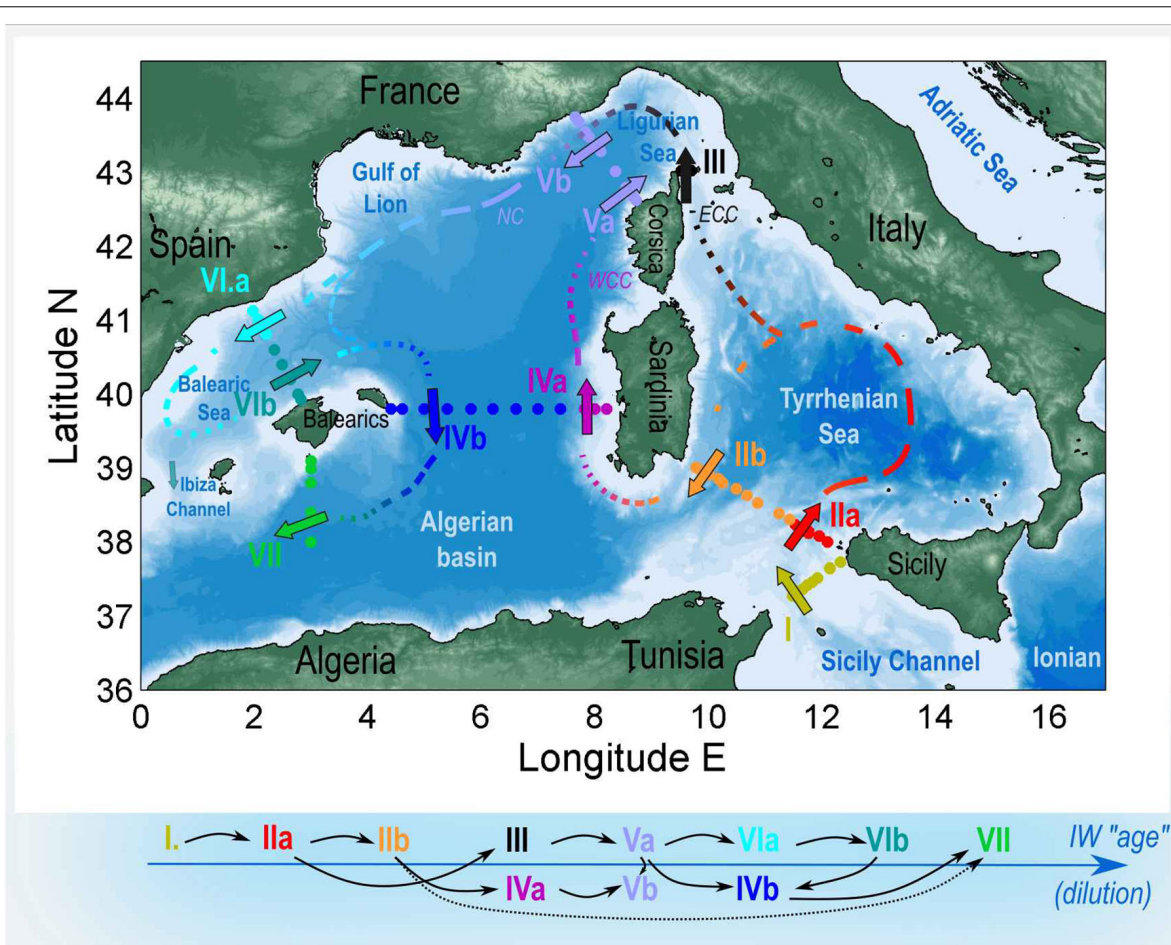 44
43
42
41
40
39
38
37
36
Latitude N
0
2
4
6
8
10
12
14
16
Longitude E
France
Ligurian
Sea
Adriatic Sea
Gulf of
Lion
Vb
III
Va
NC
ECC
Corsica
Italy
Spain
VI.a
WCC
Balearic
Sea
VIb
Balearics
IVa
IVb
Sardinia
Tyrrhenian
Sea
IIb
IIa
Ibiza
Channel
VII
Algerian
basin
Sicily
I
Algeria
Tunisia
Sicily Channel
Ionian
I.
IIa
IIb
III
Va
VIa
VIb
VII
IW "age"
IVa
Vb
IVb
(dilution)